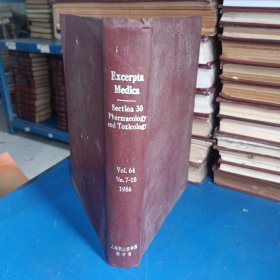 Excerpta
Medica
Section 30
Pharmacology
and Toxicology
Vol. 64
No. 7-10
1986